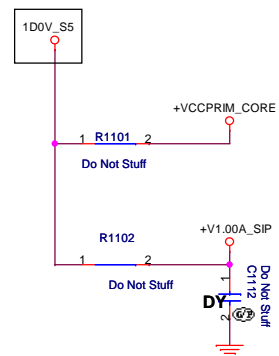 1D0V_S5
+VCCPRIM_CORE
R1101
1 2
Do Not Stuff
R1102
+V1.00A_SIP
1 2
Do Not Stuff
1
C1112
Do Not Stuff
DY
2